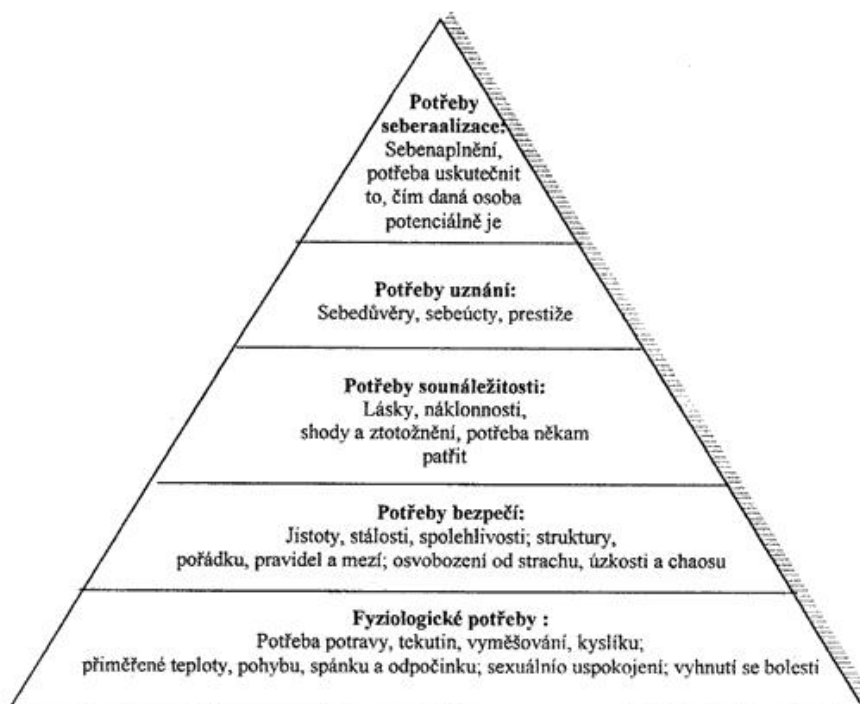 Potřeby
seberaalizace:
Sebenaplnění,
potřeba uskutečnit
to, čím daná osoba
potenciálně je
Potřeby uznání:
Sebedůvěry, sebeúcty, prestiže
Potřeby sounáležitosti:
Lásky, náklonnosti,
shody a ztotožnění, potřeba někam
patřit
Potřeby bezpečí:
Jistoty, stálosti, spolehlivosti; struktury,
pořádku, pravidel a mezí; osvobození od strachu, úzkosti a chaosu
Fyziologické potřeby :
Potřeba potravy, tekutin, vyměšování, kyslíku;
přiměřené teploty, pohybu, spánku a odpočinku; sexuálnío uspokojení; vyhnutí se bolesti